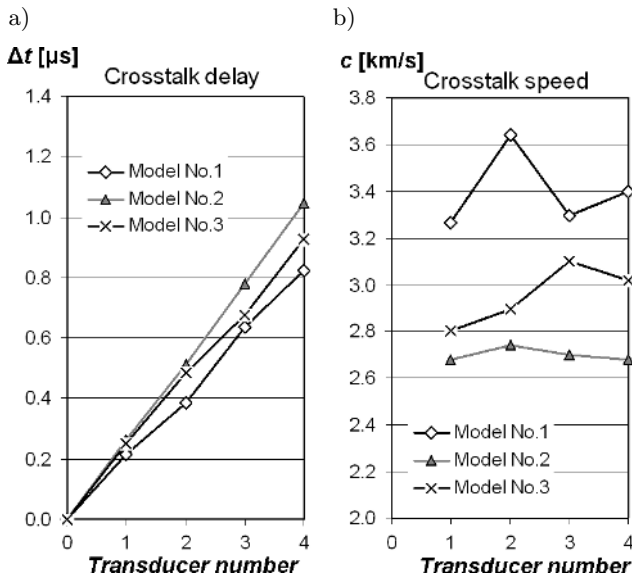 a)
Δt [μs]
Crosstalk delay
1.4
1.2
1.0
0.8
0.6
0.4
0.2
0.0
Model No.1
Model No.2
Model No.3
0 1 2 3 4
Transducer number
b)
c [km/s]
Crosstalk speed
3.8
3.6
3.4
3.2
3.0
2.8
2.6
2.4
2.2
2.0
Model No.1
Model No.2
Model No.3
0 1 2 3 4
Transducer number